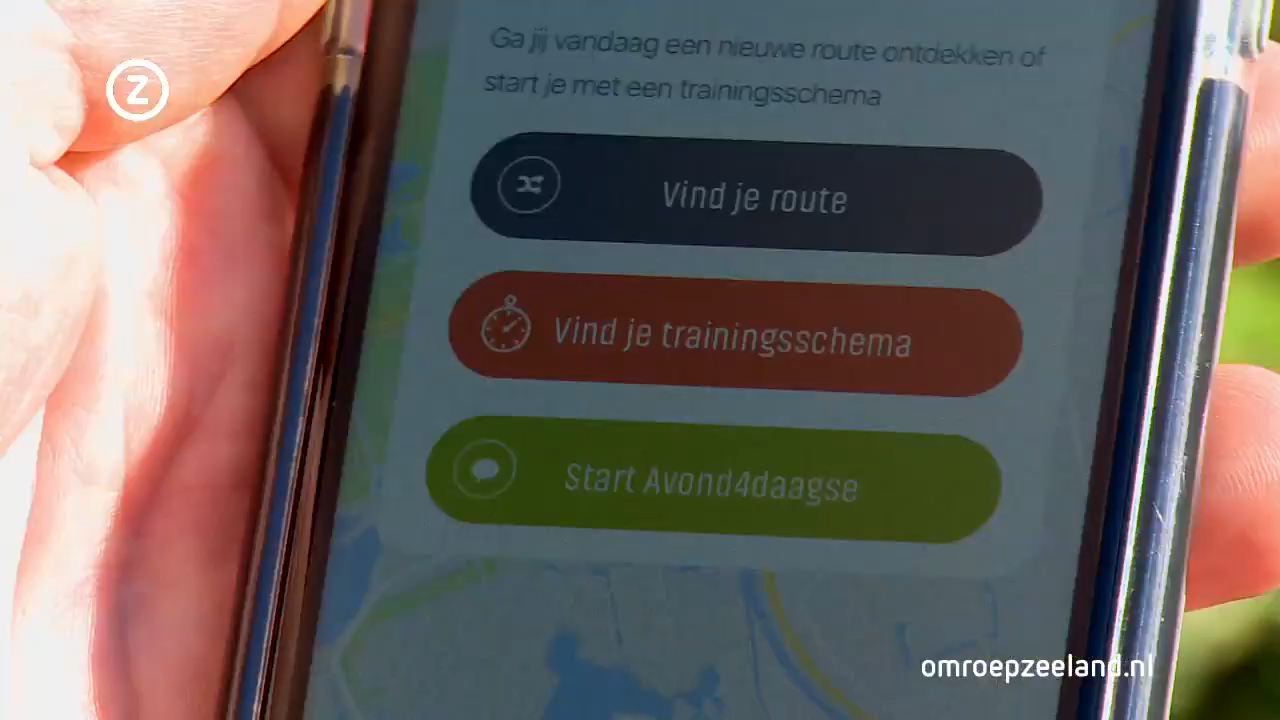 Z
Ga jij vandaag een nieuwe route ontdekken of
start je met een trainingsschema
Vind je route
Vind je trainingsschema
Start Avond4daagse
omroepzeeland.nl